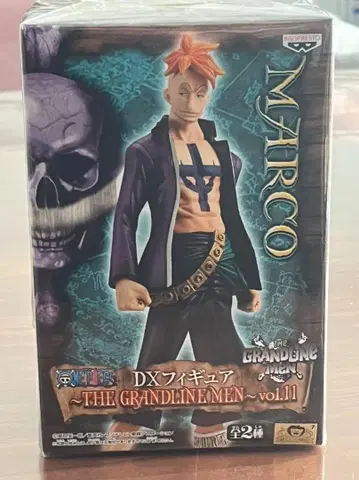 BANPRESTO
MARCO
THE
GRANDLINE
MEN
ONE PIECE
DXフィギュア
～THE GRANDLINE MEN～vol.11
全2種